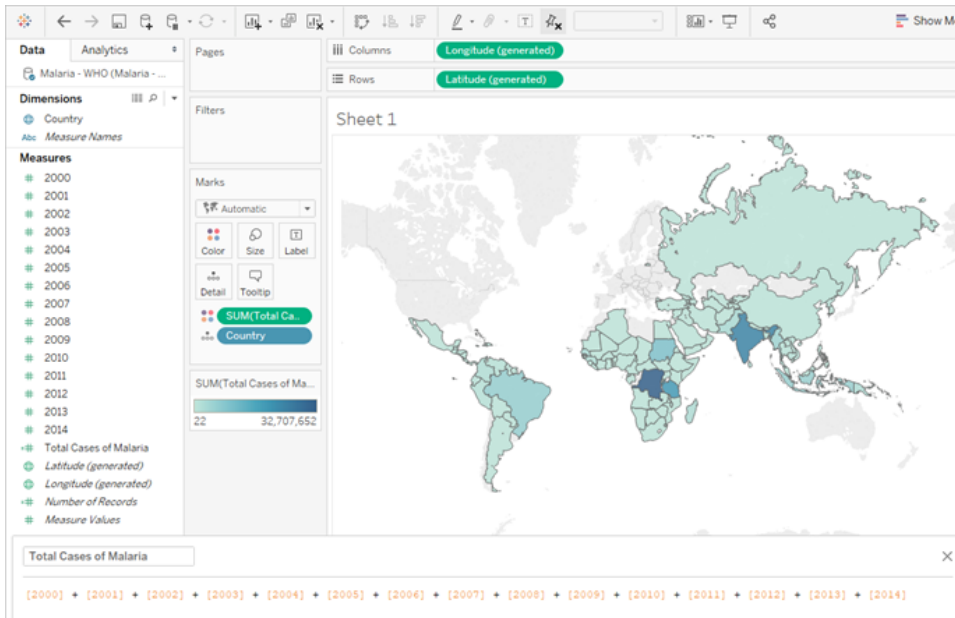 Show Me
Data
Analytics
Pages
Columns
Longitude (generated)
Malaria - WHO (Malaria - ...
Rows
Latitude (generated)
Dimensions
Country
Abc Measure Names
Measures
2000
2001
2002
2003
2004
2005
2006
2007
2008
2009
2010
2011
2012
2013
2014
Total Cases of Malaria
Latitude (generated)
Longitude (generated)
Number of Records
Measure Values
Filters
Marks
Automatic
Color
Size
Label
Detail
Tooltip
SUM(Total Ca..
Country
SUM(Total Cases of Ma...
22
32,707,652
Sheet 1
Total Cases of Malaria
[2000] + [2001] + [2002] + [2003] + [2004] + [2005] + [2006] + [2007] + [2008] + [2009] + [2010] + [2011] + [2012] + [2013] + [2014]